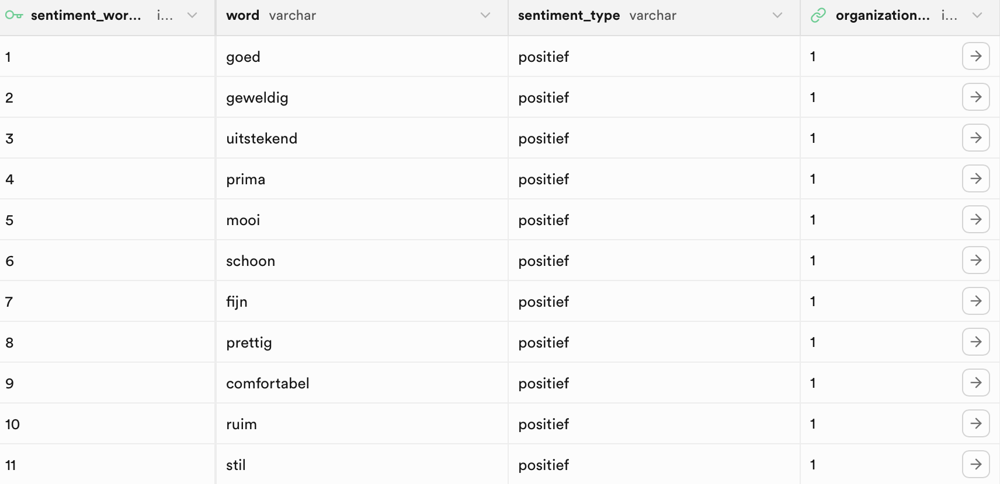 sentiment_wor... i... word varchar sentiment_type varchar organization... i...
1 goed positief 1
2 geweldig positief 1
3 uitstekend positief 1
4 prima positief 1
5 mooi positief 1
6 schoon positief 1
7 fijn positief 1
8 prettig positief 1
9 comfortabel positief 1
10 ruim positief 1
11 stil positief 1